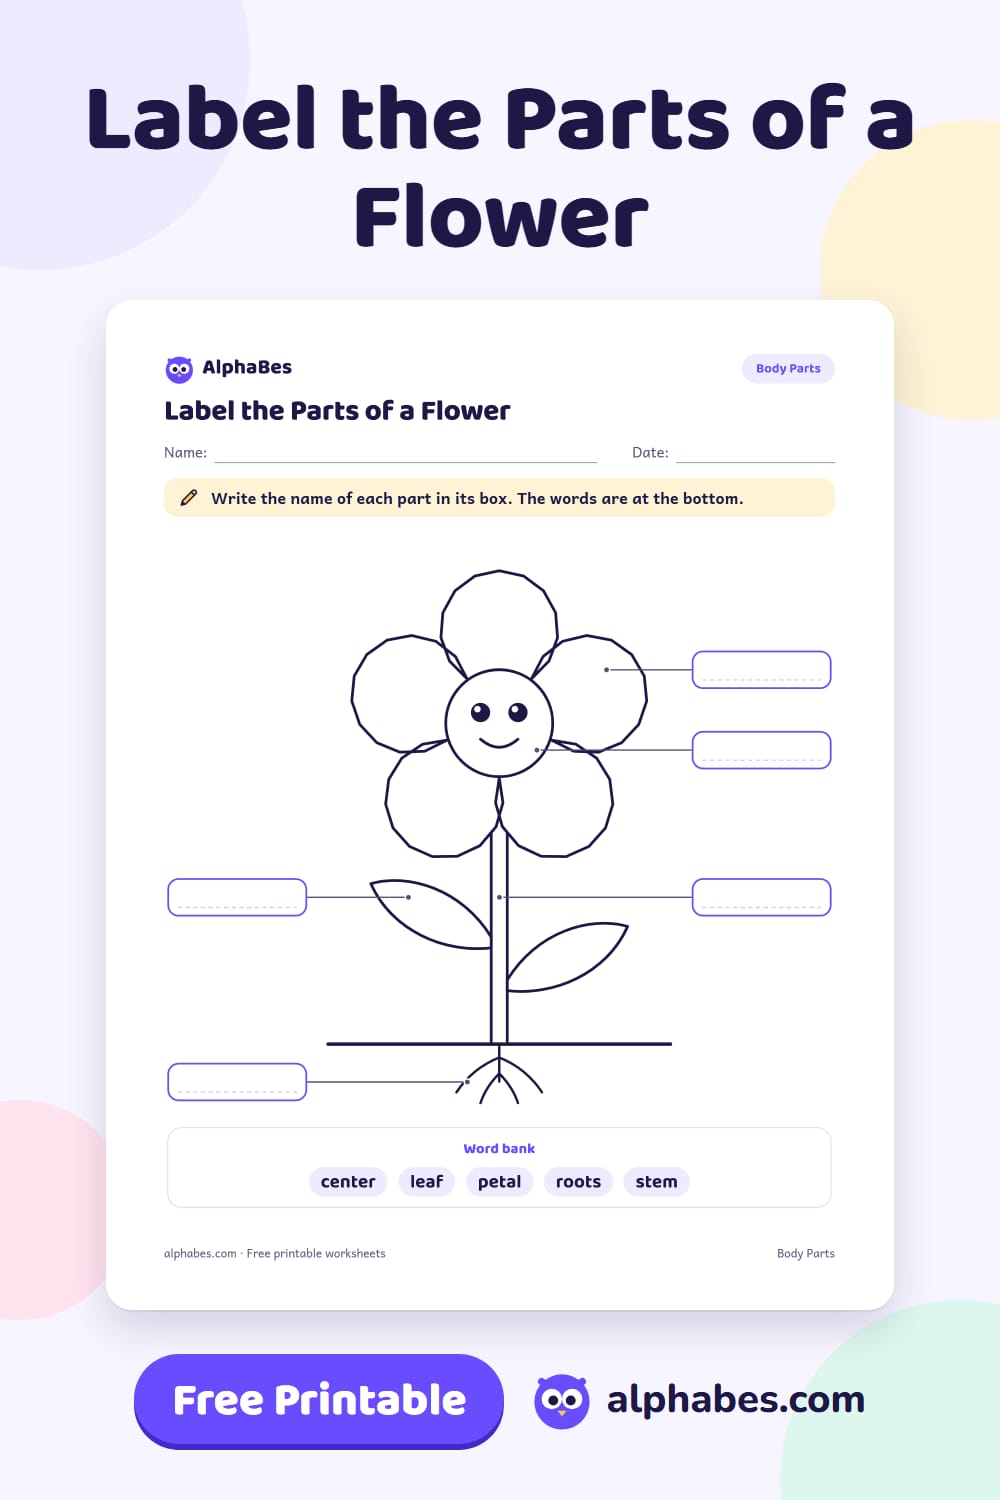 Label the Parts of a
Flower
AlphaBes
Body Parts
Label the Parts of a Flower
Name:
Date:
Write the name of each part in its box. The words are at the bottom.
Word bank
center leaf petal roots stem
alphabes.com · Free printable worksheets
Body Parts
Free Printable
alphabes.com